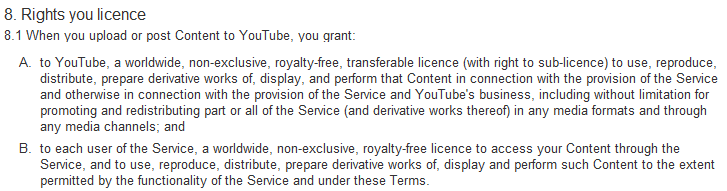 8. Rights you licence
8.1 When you upload or post Content to YouTube, you grant:
A. to YouTube, a worldwide, non-exclusive, royalty-free, transferable licence (with right to sub-licence) to use, reproduce,
distribute, prepare derivative works of, display, and perform that Content in connection with the provision of the Service
and otherwise in connection with the provision of the Service and YouTube's business, including without limitation for
promoting and redistributing part or all of the Service (and derivative works thereof) in any media formats and through
any media channels; and
B. to each user of the Service, a worldwide, non-exclusive, royalty-free licence to access your Content through the
Service, and to use, reproduce, distribute, prepare derivative works of, display and perform such Content to the extent
permitted by the functionality of the Service and under these Terms.